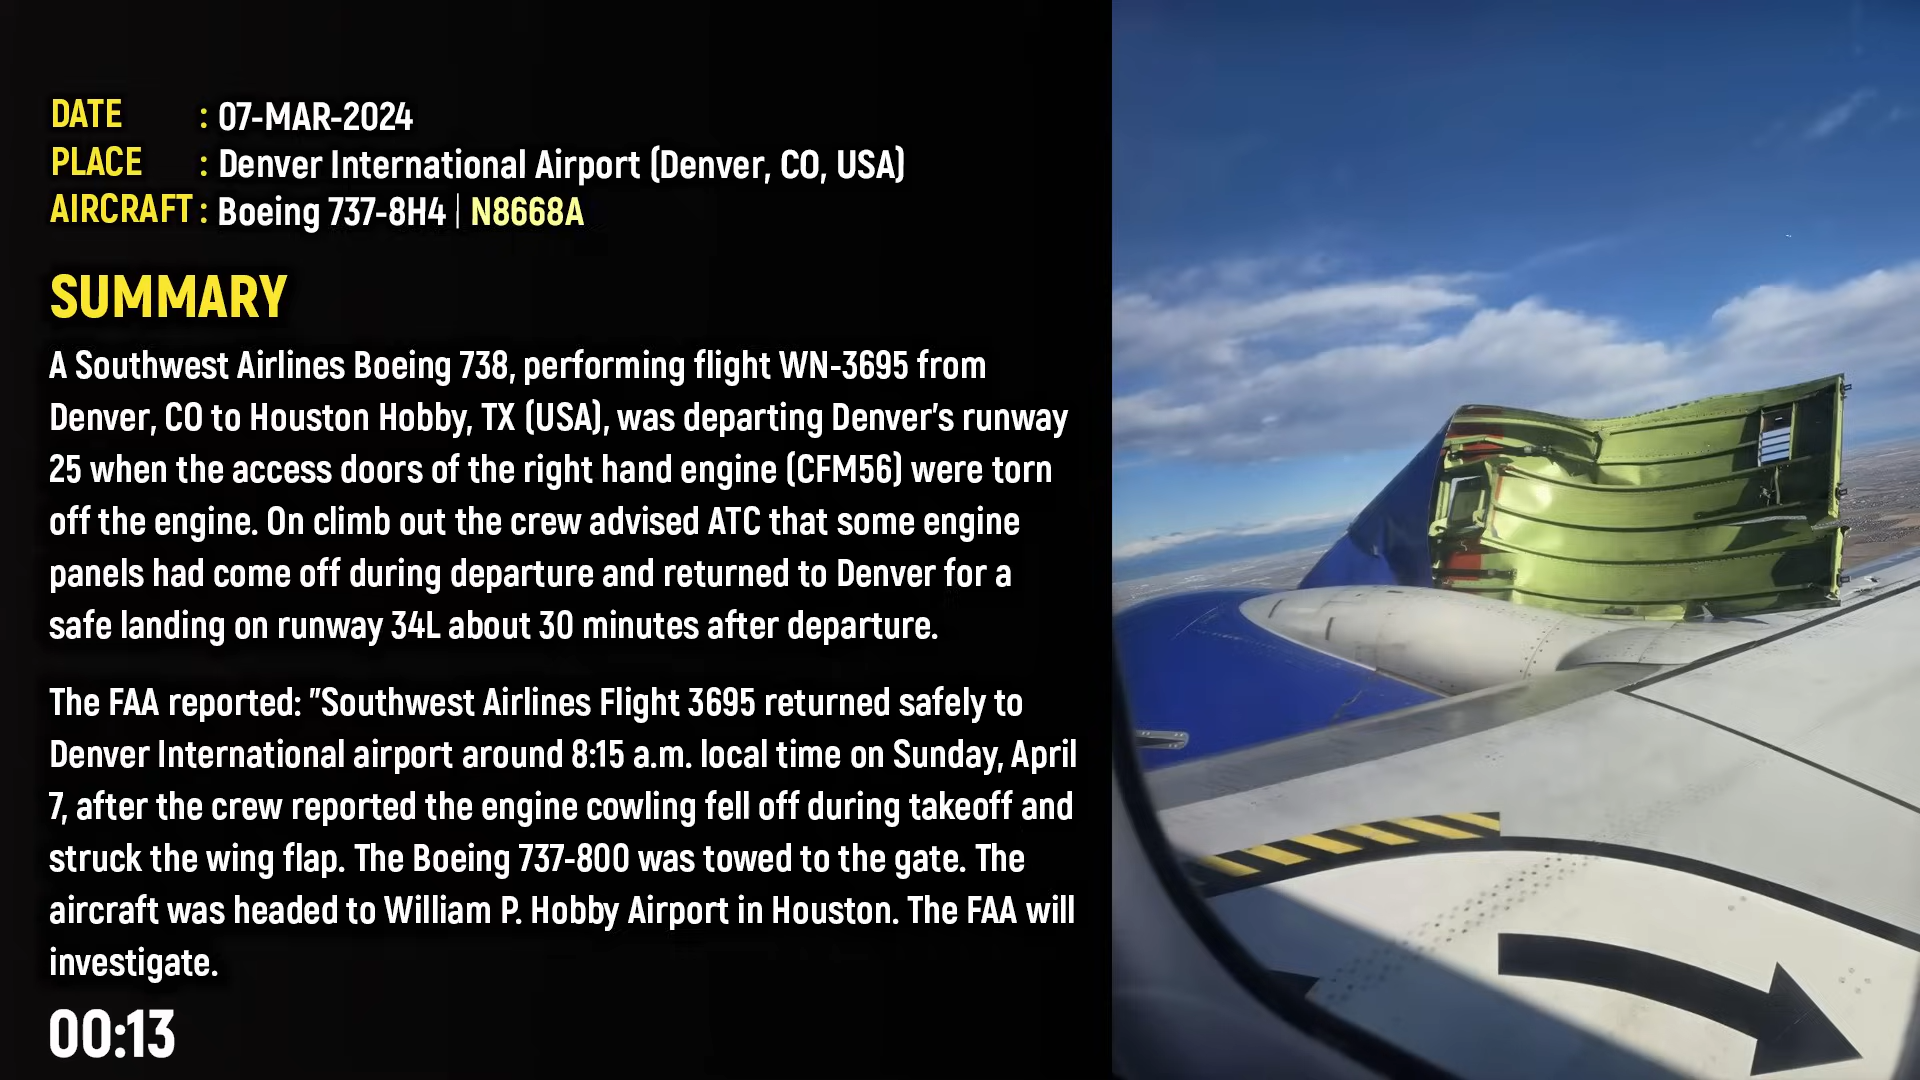 DATE : 07-MAR-2024
PLACE : Denver International Airport (Denver, CO, USA)
AIRCRAFT : Boeing 737-8H4 | N8668A
SUMMARY
A Southwest Airlines Boeing 738, performing flight WN-3695 from
Denver, CO to Houston Hobby, TX (USA), was departing Denver's runway
25 when the access doors of the right hand engine (CFM56) were torn
off the engine. On climb out the crew advised ATC that some engine
panels had come off during departure and returned to Denver for a
safe landing on runway 34L about 30 minutes after departure.
The FAA reported: "Southwest Airlines Flight 3695 returned safely to
Denver International airport around 8:15 a.m. local time on Sunday, April
7, after the crew reported the engine cowling fell off during takeoff and
struck the wing flap. The Boeing 737-800 was towed to the gate. The
aircraft was headed to William P. Hobby Airport in Houston. The FAA will
investigate.
00:13